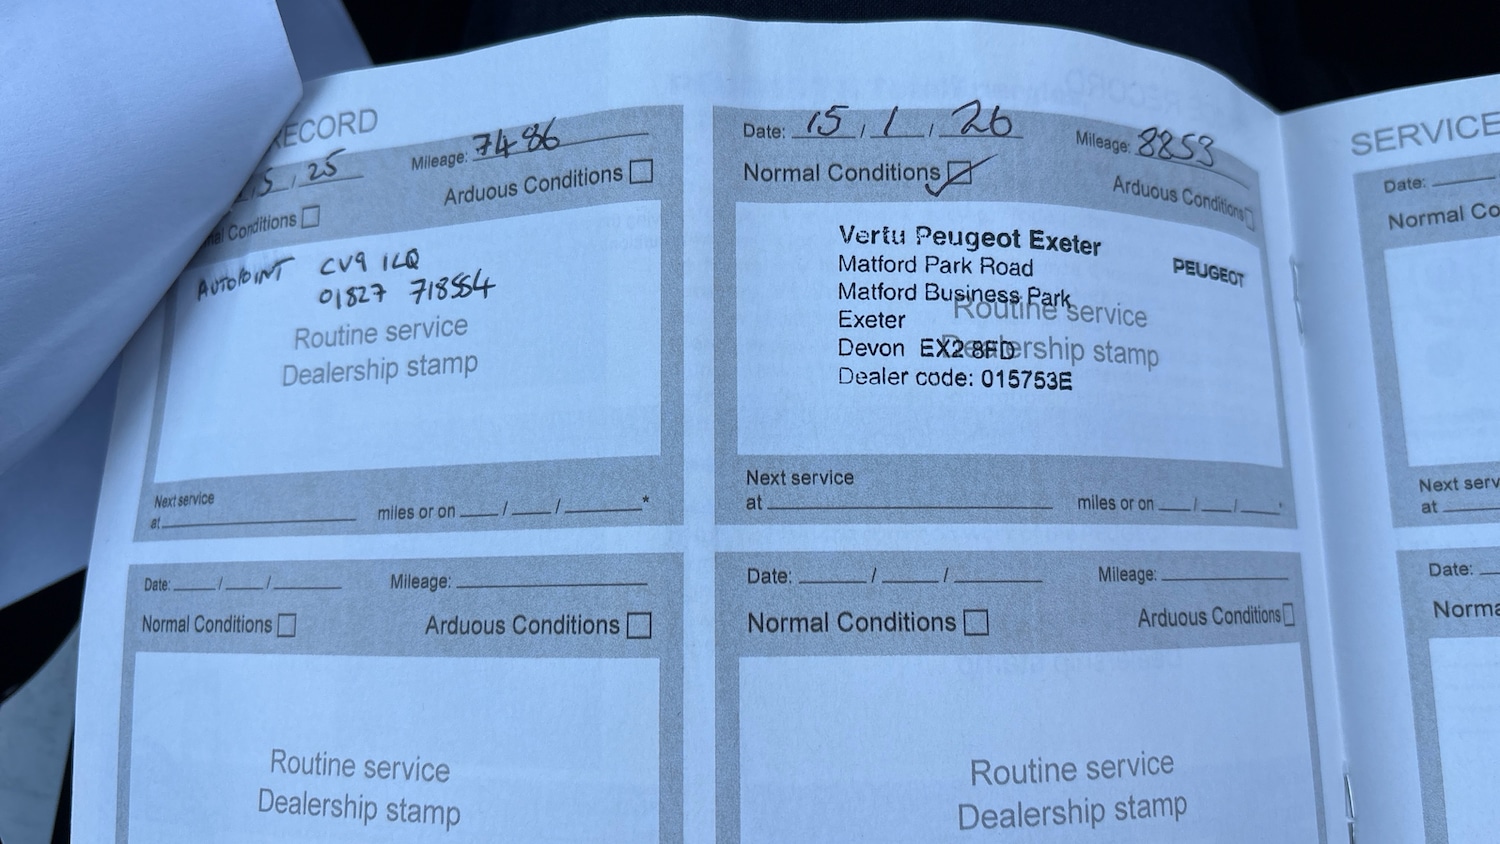 RECORD
5 / 25 Mileage: 7486
Conditions Arduous Conditions
AUTOPOINT CV9 1LQ
01827 718554
Routine service
Dealership stamp
Next service
at miles or on / / *
Date: / / Mileage:
Normal Conditions Arduous Conditions
Routine service
Dealership stamp
Date: 15 / 1 / 26 Mileage: 8853
Normal Conditions Arduous Conditions
Vertu Peugeot Exeter
Matford Park Road
PEUGEOT
Matford Business Park
Exeter
Devon EX2 8FD
Dealer code: 015753E
Routine service
Dealership stamp
Next service
at miles or on / / *
Date: / / Mileage:
Normal Conditions Arduous Conditions
Routine service
Dealership stamp
SERVICE
Date:
Normal
Next
at
Date: